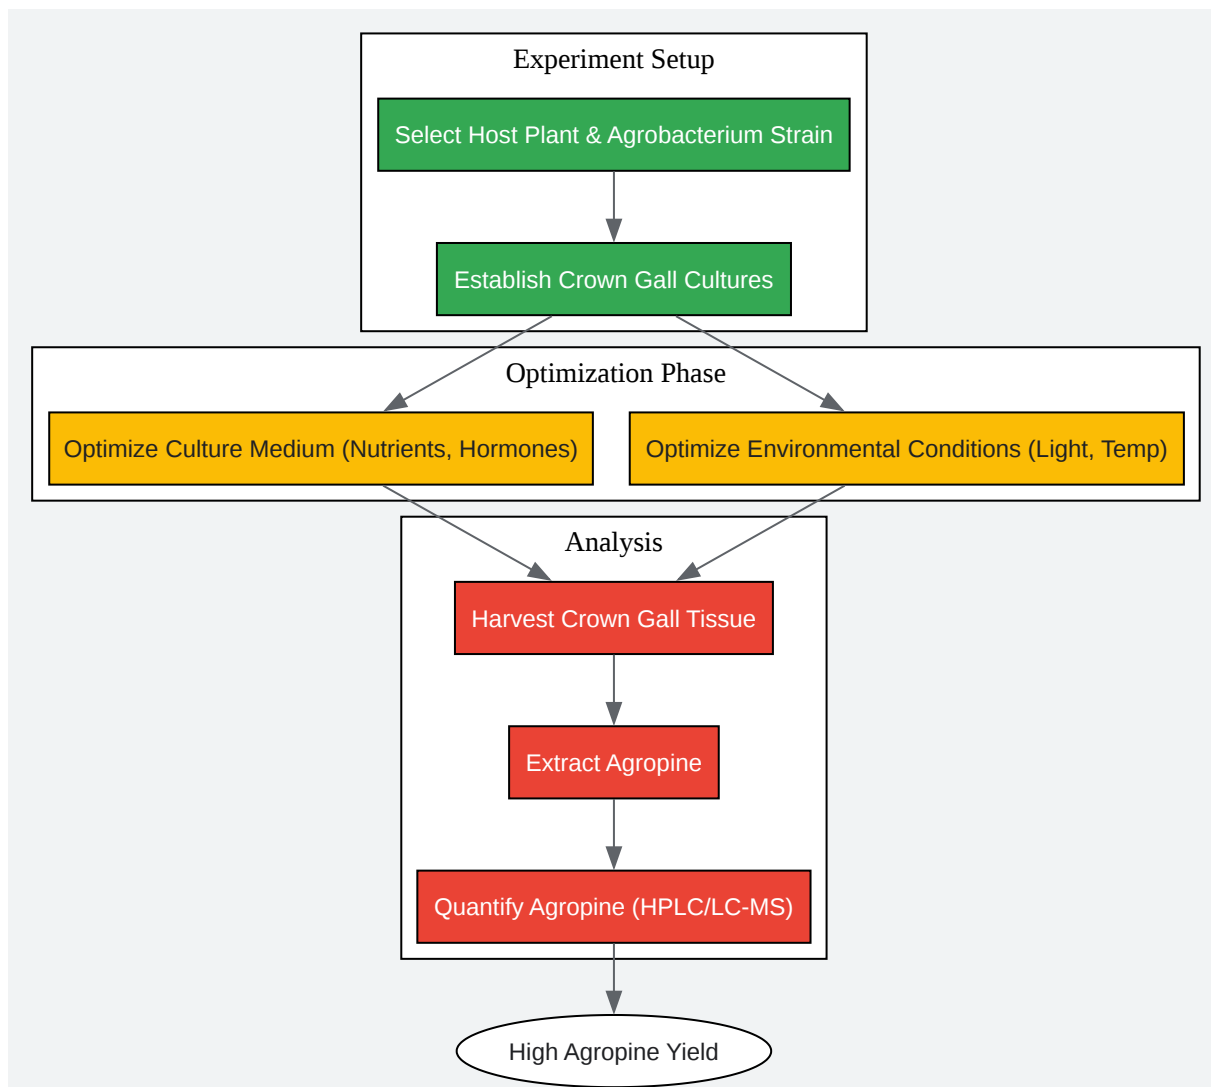 Experiment Setup
Select Host Plant & Agrobacterium Strain
Establish Crown Gall Cultures
Optimization Phase
Optimize Culture Medium (Nutrients, Hormones)
Optimize Environmental Conditions (Light, Temp)
Analysis
Harvest Crown Gall Tissue
Extract Agropine
Quantify Agropine (HPLC/LC-MS)
High Agropine Yield